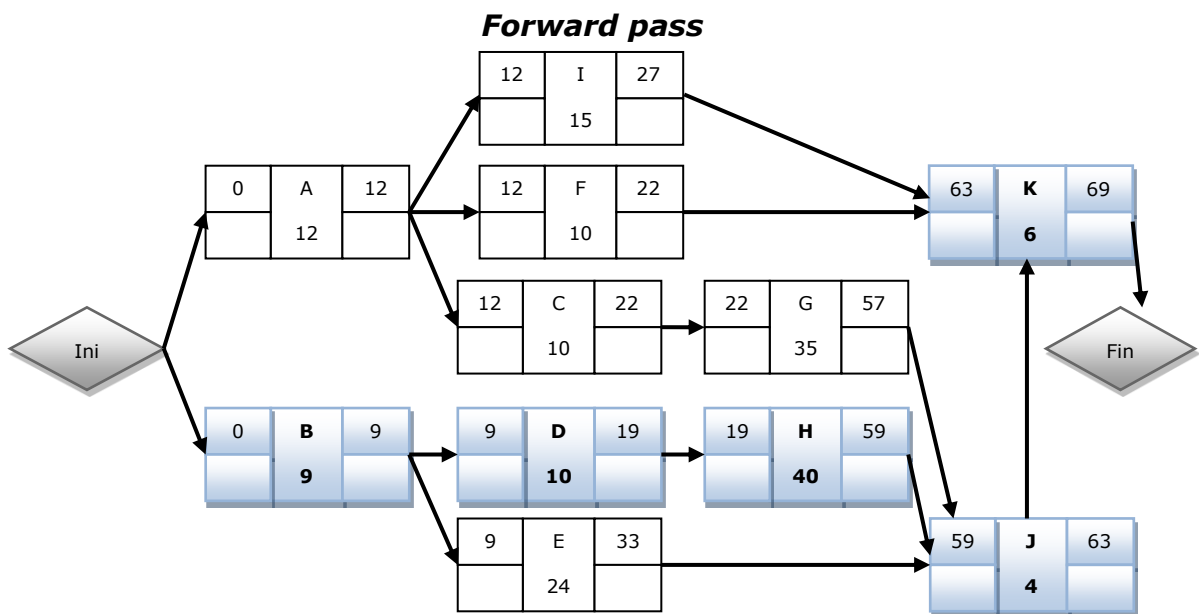 Forward pass
12 I 27
15
0 A 12
12
12 F 22
10
63 K 69
6
12 C 22
10
22 G 57
35
Ini
Fin
0 B 9
9
9 D 19
10
19 H 59
40
9 E 33
24
59 J 63
4